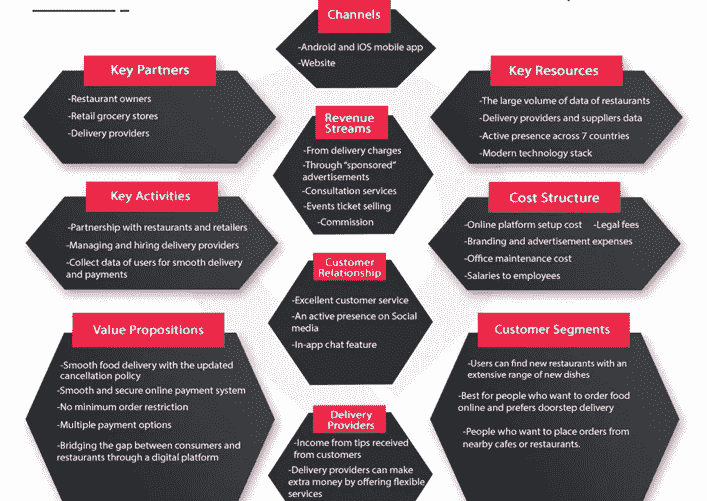 Channels
-Android and iOS mobile app
-Website
Key Partners
-Restaurant owners
-Retail grocery stores
-Delivery providers
Revenue
Streams
-From delivery charges
-Through "sponsored"
advertisements
-Consultation services
-Events ticket selling
-Commission
Key Resources
-The large volume of data of restaurants
-Delivery providers and suppliers data
-Active presence across 7 countries
-Modern technology stack
Key Activities
-Partnership with restaurants and retailers
-Managing and hiring delivery providers
-Collect data of users for smooth delivery
and payments
Customer
Relationship
-Excellent customer service
-An active presence on Social
media
-In-app chat feature
Cost Structure
-Online platform setup cost -Legal fees
-Branding and advertisement expenses
-Office maintenance cost
-Salaries to employees
Value Propositions
-Smooth food delivery with the updated
cancellation policy
-Smooth and secure online payment system
-No minimum order restriction
-Multiple payment options
-Bridging the gap between consumers and
restaurants through a digital platform
Delivery
Providers
-Income from tips received
from customers
-Delivery providers can make
extra money by offering flexible
services
Customer Segments
-Users can find new restaurants with an
extensive range of new dishes
-Best for people who want to order food
online and prefers doorstep delivery
-People who want to place orders from
nearby cafes or restaurants.